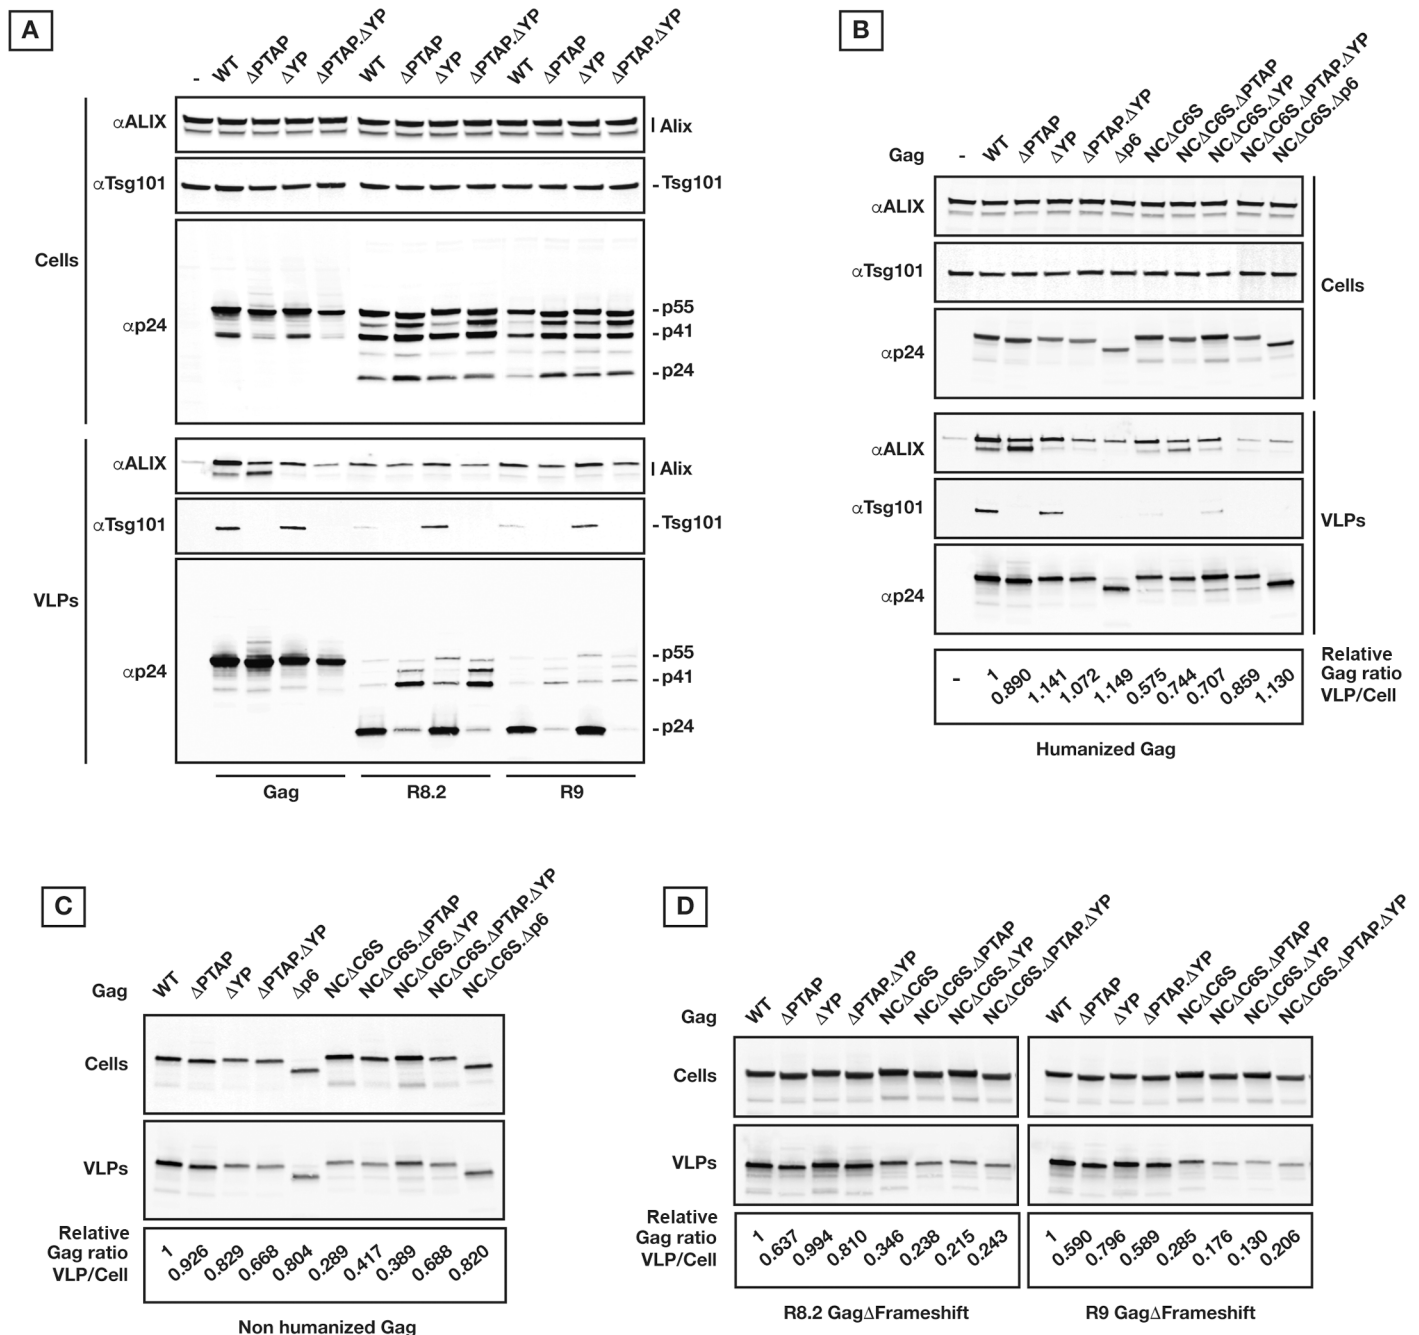 A
-
WT
ΔPTAP
ΔYP
ΔPTAP.ΔYP
WT
ΔPTAP
ΔYP
ΔPTAP.ΔYP
WT
ΔPTAP
ΔYP
ΔPTAP.ΔYP
Cells
αALIX
Alix
αTsg101
-Tsg101
αp24
-p55
-p41
-p24
VLPs
αALIX
Alix
αTsg101
-Tsg101
αp24
-p55
-p41
-p24
Gag
R8.2
R9
B
Gag
-
WT
ΔPTAP
ΔYP
ΔPTAP.ΔYP
Δp6
NCΔC6S
NCΔC6S.ΔPTAP
NCΔC6S.ΔYP
NCΔC6S.ΔPTAP.ΔYP
NCΔC6S.Δp6
αALIX
αTsg101
αp24
Cells
αALIX
αTsg101
αp24
VLPs
- 1 0.890 1.141 1.072 1.149 0.575 0.744 0.707 0.859 1.130
Relative
Gag ratio
VLP/Cell
Humanized Gag
C
Gag
WT
ΔPTAP
ΔYP
ΔPTAP.ΔYP
Δp6
NCΔC6S
NCΔC6S.ΔPTAP
NCΔC6S.ΔYP
NCΔC6S.ΔPTAP.ΔYP
NCΔC6S.Δp6
Cells
VLPs
Relative
Gag ratio
VLP/Cell
1 0.926 0.829 0.668 0.804 0.289 0.417 0.389 0.688 0.820
Non humanized Gag
D
Gag
WT
ΔPTAP
ΔYP
ΔPTAP.ΔYP
NCΔC6S
NCΔC6S.ΔPTAP
NCΔC6S.ΔYP
NCΔC6S.ΔPTAP.ΔYP
WT
ΔPTAP
ΔYP
ΔPTAP.ΔYP
NCΔC6S
NCΔC6S.ΔPTAP
NCΔC6S.ΔYP
NCΔC6S.ΔPTAP.ΔYP
Cells
VLPs
Relative
Gag ratio
VLP/Cell
1 0.637 0.994 0.810 0.346 0.238 0.215 0.243
1 0.590 0.796 0.589 0.285 0.176 0.130 0.206
R8.2 GagΔFrameshift
R9 GagΔFrameshift